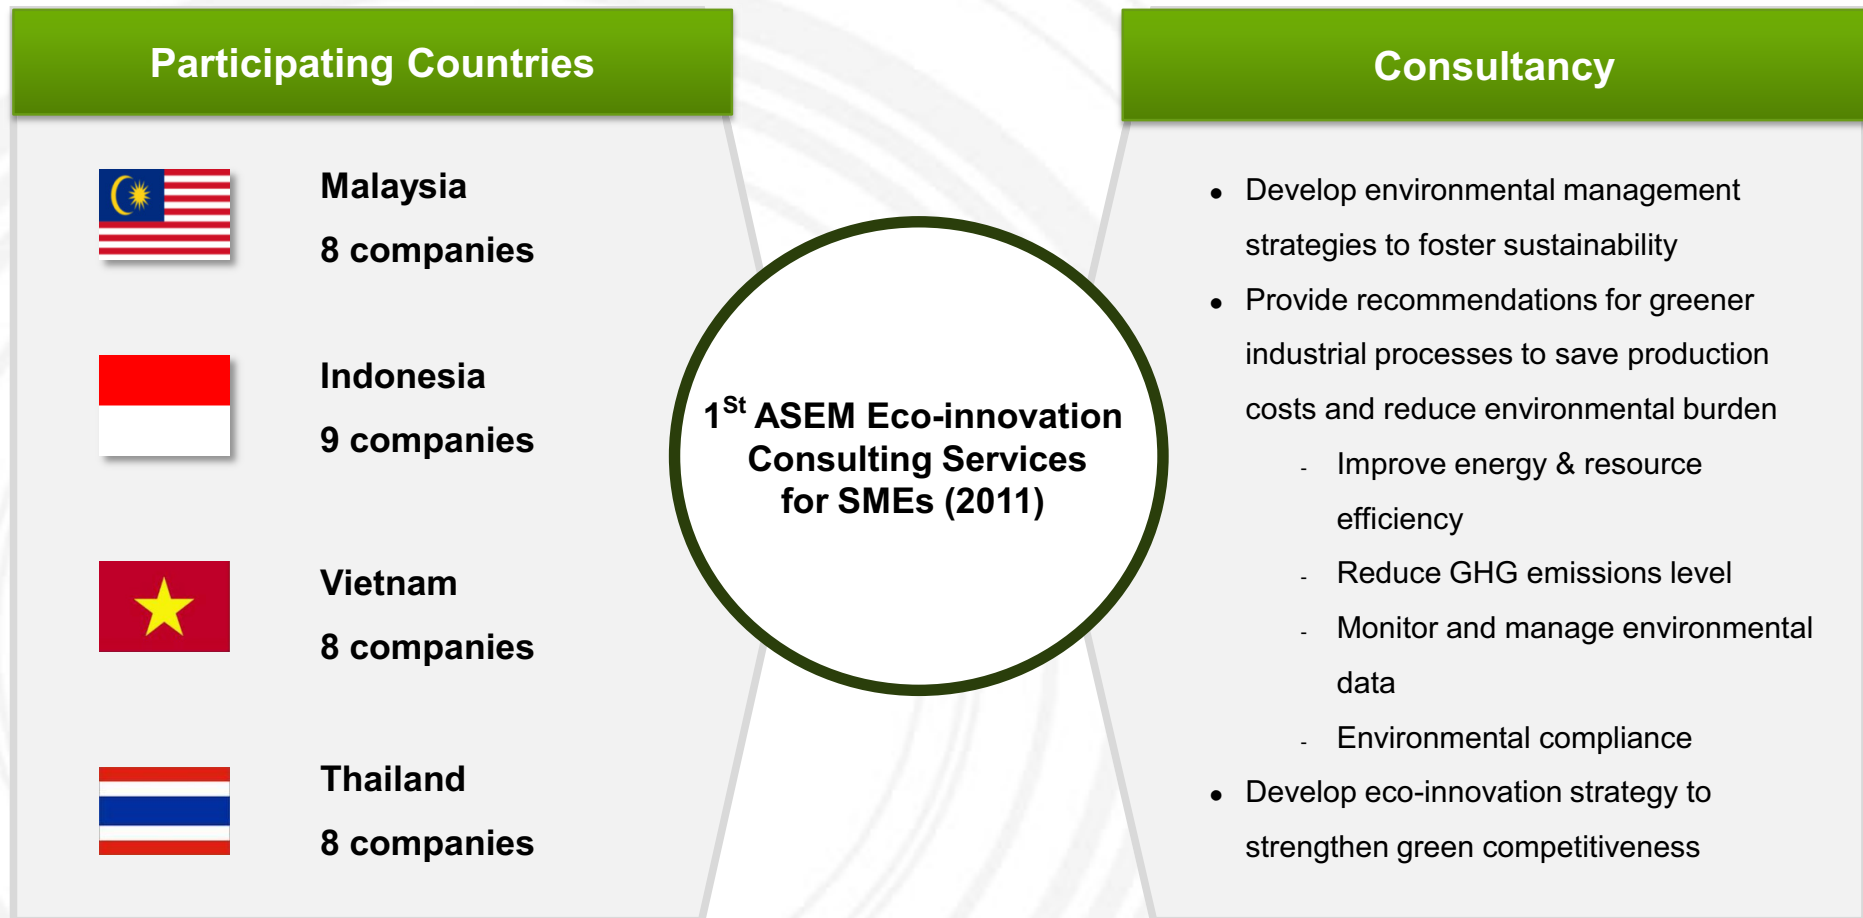 Participating Countries
Malaysia
8 companies
Indonesia
9 companies
Vietnam
8 companies
Thailand
8 companies
1St ASEM Eco-innovation
Consulting Services
for SMEs (2011)
Consultancy
● Develop environmental management
strategies to foster sustainability
● Provide recommendations for greener
industrial processes to save production
costs and reduce environmental burden
- Improve energy & resource
efficiency
- Reduce GHG emissions level
- Monitor and manage environmental
data
- Environmental compliance
● Develop eco-innovation strategy to
strengthen green competitiveness